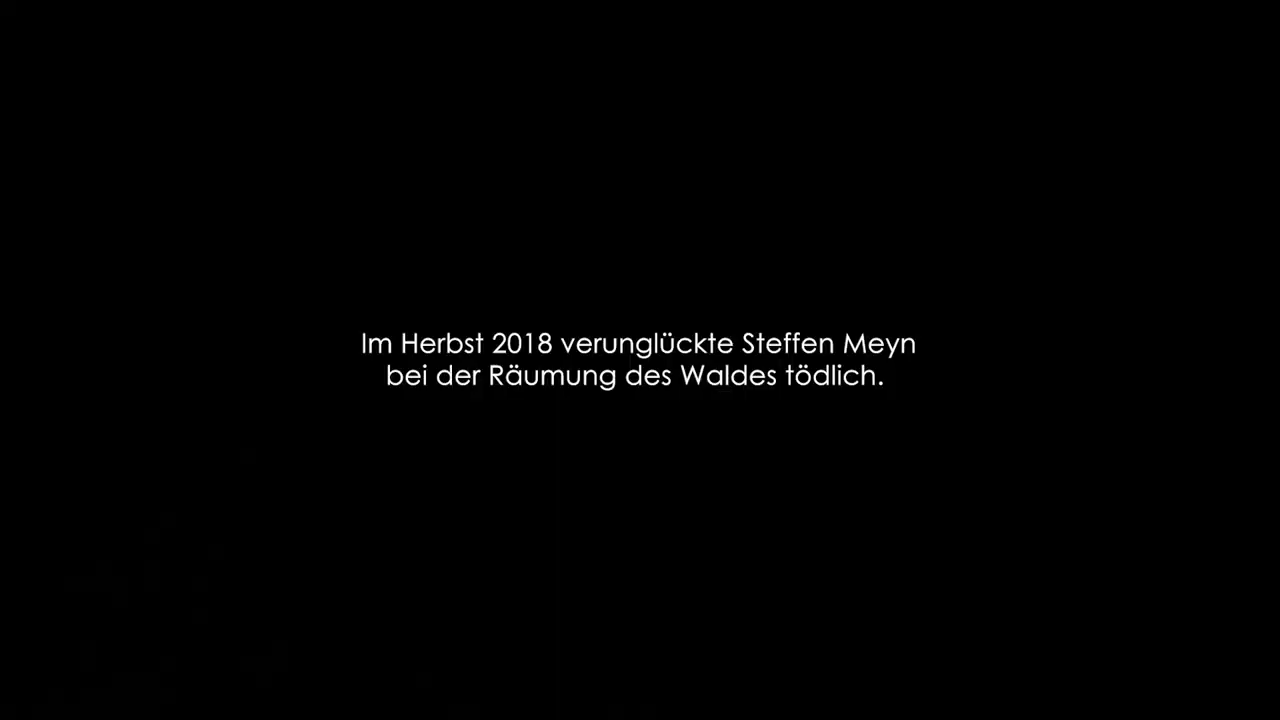 Im Herbst 2018 verunglückte Steffen Meyn
bei der Räumung des Waldes tödlich.